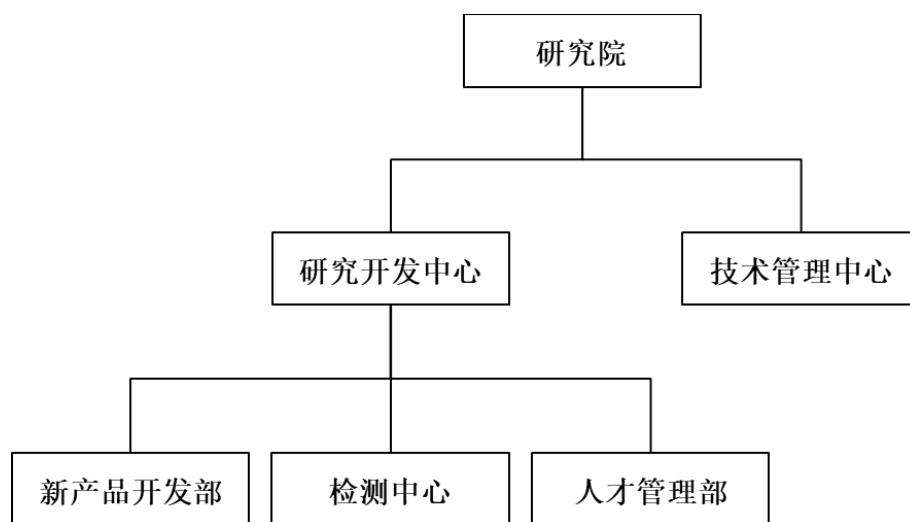 研究院
研究开发中心
技术管理中心
新产品开发部
检测中心
人才管理部